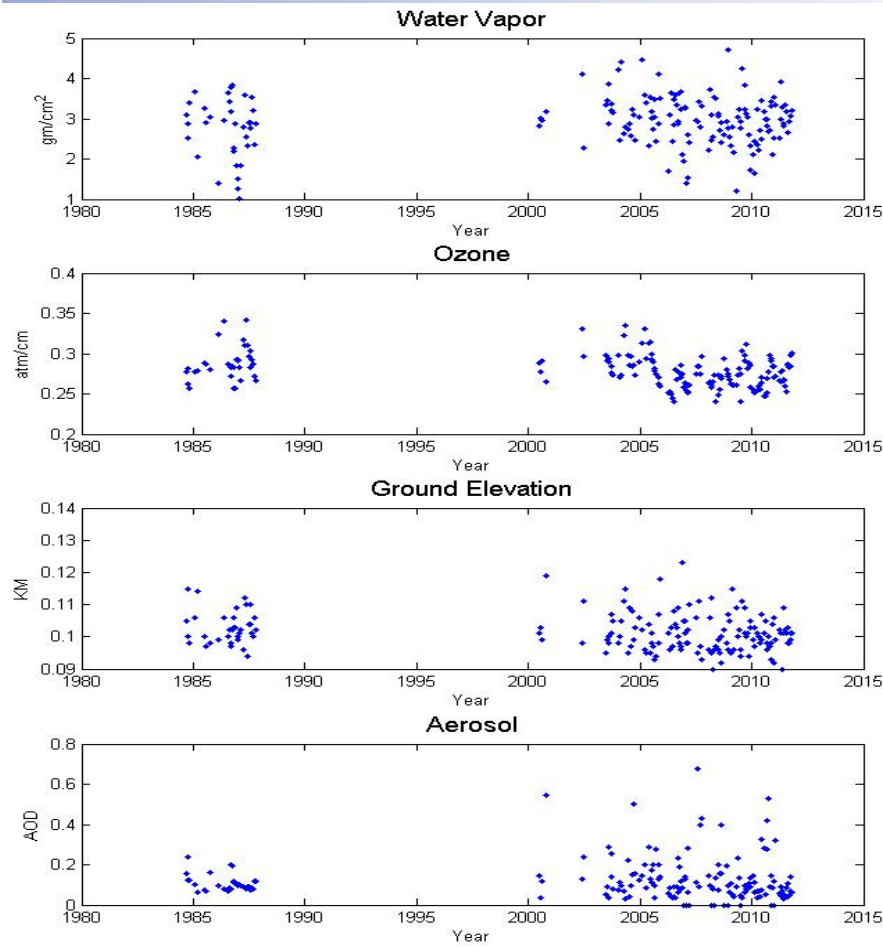 Water Vapor
5
4
3
2
1
gm/cm²
1980 1985 1990 1995 2000 2005 2010 2015
Year
Ozone
0.4
0.35
0.3
0.25
0.2
atm/cm
1980 1985 1990 1995 2000 2005 2010 2015
Year
Ground Elevation
0.14
0.13
0.12
0.11
0.1
0.09
KM
1980 1985 1990 1995 2000 2005 2010 2015
Year
Aerosol
0.8
0.6
0.4
0.2
0
AOD
1980 1985 1990 1995 2000 2005 2010 2015
Year